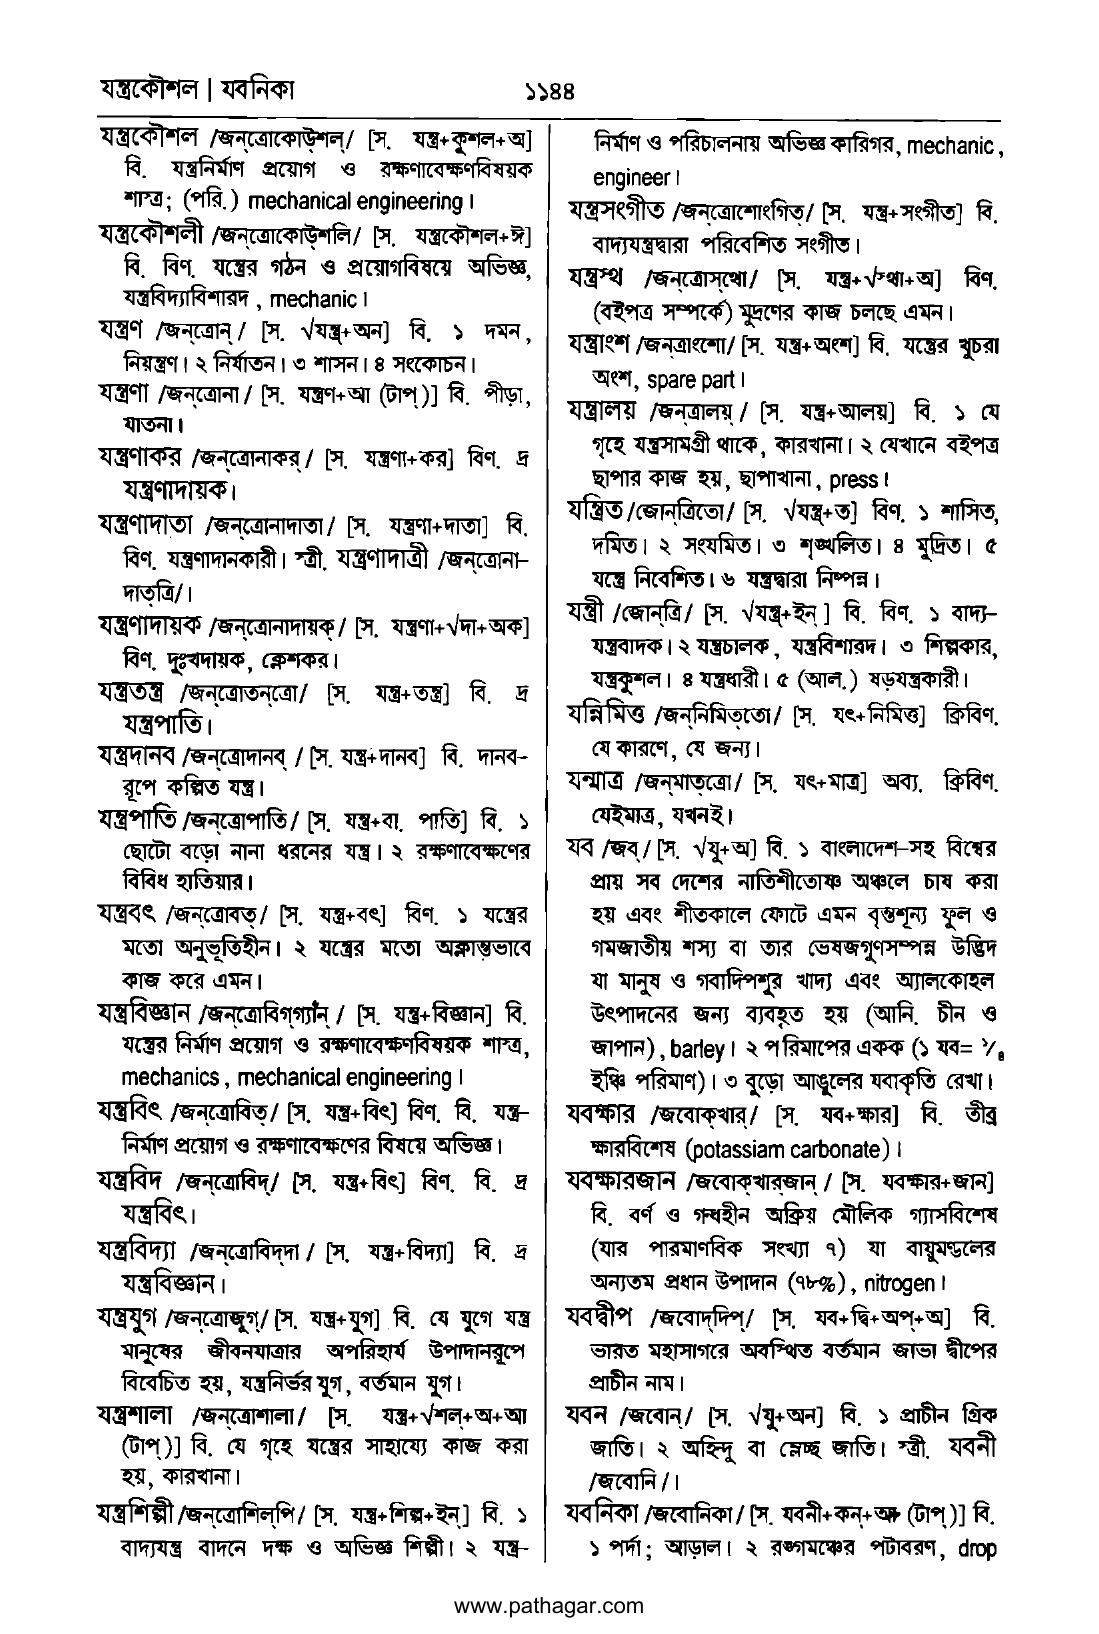 যন্ত্রকৌশল | যবনিকা
১১৪৪
যন্ত্রকৌশল /জন্‌ত্রোকোউ্‌শল্‌/ [স. যন্ত্র+কুশল+অ]
বি. যন্ত্রনির্মাণ প্রয়োগ ও রক্ষণাবেক্ষণবিষয়ক
শাস্ত্র; (পরি.) mechanical engineering।
যন্ত্রকৌশলী /জন্‌ত্রোকোউ্‌শলি/ [স. যন্ত্রকৌশল+ঈ]
বি. বিণ. যন্ত্রের গঠন ও প্রয়োগবিষয়ে অভিজ্ঞ,
যন্ত্রবিদ্যাবিশারদ, mechanic।
যন্ত্রণ /জন্‌ত্রোন্‌/ [স. √যন্ত্র্‌+অন] বি. ১ দমন,
নিয়ন্ত্রণ। ২ নির্যাতন। ৩ শাসন। ৪ সংকোচন।
যন্ত্রণা /জন্‌ত্রোনা/ [স. যন্ত্রণ+আ (টাপ্‌)] বি. পীড়া,
যাতনা।
যন্ত্রণাকর /জন্‌ত্রোনাকর্‌/ [স. যন্ত্রণা+কর] বিণ. দ্র
যন্ত্রণাদায়ক।
যন্ত্রণাদাতা /জন্‌ত্রোনাদাতা/ [স. যন্ত্রণা+দাতা] বি.
বিণ. যন্ত্রণাদানকারী। স্ত্রী. যন্ত্রণাদাত্রী /জন্‌ত্রোনা–
দাত্‌ত্রি/।
যন্ত্রণাদায়ক /জন্‌ত্রোনাদায়ক্‌/ [স. যন্ত্রণা+√দা+অক]
বিণ. দুঃখদায়ক, ক্লেশকর।
যন্ত্রতন্ত্র /জন্‌ত্রোতন্‌ত্রো/ [স. যন্ত্র+তন্ত্র] বি. দ্র
যন্ত্রপাতি।
যন্ত্রদানব /জন্‌ত্রোদানব্‌/ [স. যন্ত্র+দানব] বি. দানব–
রূপে কল্পিত যন্ত্র।
যন্ত্রপাতি /জন্‌ত্রোপাতি/ [স. যন্ত্র+বা. পাতি] বি. ১
ছোটো বড়ো নানা ধরনের যন্ত্র। ২ রক্ষণাবেক্ষণের
বিবিধ হাতিয়ার।
যন্ত্রবৎ /জন্‌ত্রোবত্‌/ [স. যন্ত্র+বৎ] বিণ. ১ যন্ত্রের
মতো অনুভূতিহীন। ২ যন্ত্রের মতো অক্লান্তভাবে
কাজ করে এমন।
যন্ত্রবিজ্ঞান /জন্‌ত্রোবিগ্‌গ্যাঁন্‌/ [স. যন্ত্র+বিজ্ঞান] বি.
যন্ত্রের নির্মাণ প্রয়োগ ও রক্ষণাবেক্ষণবিষয়ক শাস্ত্র,
mechanics, mechanical engineering।
যন্ত্রবিৎ /জন্‌ত্রোবিত্‌/ [স. যন্ত্র+বিৎ] বিণ. বি. যন্ত্র–
নির্মাণ প্রয়োগ ও রক্ষণাবেক্ষণের বিষয়ে অভিজ্ঞ।
যন্ত্রবিদ /জন্‌ত্রোবিদ্‌/ [স. যন্ত্র+বিৎ] বিণ. বি. দ্র
যন্ত্রবিৎ।
যন্ত্রবিদ্যা /জন্‌ত্রোবিদ্‌দা/ [স. যন্ত্র+বিদ্যা] বি. দ্র
যন্ত্রবিজ্ঞান।
যন্ত্রযুগ /জন্‌ত্রোজুগ্‌/ [স. যন্ত্র+যুগ] বি. যে যুগে যন্ত্র
মানুষের জীবনযাত্রার অপরিহার্য উপাদানরূপে
বিবেচিত হয়, যন্ত্রনির্ভর যুগ, বর্তমান যুগ।
যন্ত্রশালা /জন্‌ত্রোশালা/ [স. যন্ত্র+√শল্‌+অ+আ
(টাপ্‌)] বি. যে গৃহে যন্ত্রের সাহায্যে কাজ করা
হয়, কারখানা।
যন্ত্রশিল্পী /জন্‌ত্রোশিল্‌পি/ [স. যন্ত্র+শিল্প+ইন্‌] বি. ১
বাদ্যযন্ত্র বাদনে দক্ষ ও অভিজ্ঞ শিল্পী। ২ যন্ত্র–
নির্মাণ ও পরিচালনায় অভিজ্ঞ কারিগর, mechanic,
engineer।
যন্ত্রসংগীত /জন্‌ত্রোশোংগিত্‌/ [স. যন্ত্র+সংগীত] বি.
বাদ্যযন্ত্রদ্বারা পরিবেশিত সংগীত।
যন্ত্রস্থ /জন্‌ত্রোস্‌থো/ [স. যন্ত্র+√স্থা+অ] বিণ.
(বইপত্র সম্পর্কে) মুদ্রণের কাজ চলছে এমন।
যন্ত্রাংশ /জন্‌ত্রাংশো/ [স. যন্ত্র+অংশ] বি. যন্ত্রের খুচরা
অংশ, spare part।
যন্ত্রালয় /জন্‌ত্রালয়্‌/ [স. যন্ত্র+আলয়] বি. ১ যে
গৃহে যন্ত্রসামগ্রী থাকে, কারখানা। ২ যেখানে বইপত্র
ছাপার কাজ হয়, ছাপাখানা, press।
যন্ত্রিত /জোন্‌ত্রিতো/ [স. √যন্ত্র্‌+ত] বিণ. ১ শাসিত,
দমিত। ২ সংযমিত। ৩ শৃঙ্খলিত। ৪ মুদ্রিত। ৫
যন্ত্রে নিবেশিত। ৬ যন্ত্রদ্বারা নিষ্পন্ন।
যন্ত্রী /জোন্‌ত্রি/ [স. √যন্ত্র্‌+ইন্‌] বি. বিণ. ১ বাদ্য–
যন্ত্রবাদক। ২ যন্ত্রচালক, যন্ত্রবিশারদ। ৩ শিল্পকার,
যন্ত্রকুশল। ৪ যন্ত্রধারী। ৫ (আল.) ষড়যন্ত্রকারী।
যন্নিমিত্ত /জন্‌নিমিত্‌তো/ [স. যৎ+নিমিত্ত] ক্রিবিণ.
যে কারণে, যে জন্য।
যন্মাত্র /জন্‌মাত্‌ত্রো/ [স. যৎ+মাত্র] অব্য. ক্রিবিণ.
যেইমাত্র, যখনই।
যব /জব্‌/ [স. √যু+অ] বি. ১ বাংলাদেশ–সহ বিশ্বের
প্রায় সব দেশের নাতিশীতোষ্ণ অঞ্চলে চাষ করা
হয় এবং শীতকালে ফোটে এমন বৃন্তশূন্য ফুল ও
গমজাতীয় শস্য বা তার ভেষজগুণসম্পন্ন উদ্ভিদ
যা মানুষ ও গবাদিপশুর খাদ্য এবং অ্যালকোহল
উৎপাদনের জন্য ব্যবহৃত হয় (আনি. চীন ও
জাপান), barley। ২ পরিমাপের একক (১ যব= ১/৪
ইঞ্চি পরিমাণ)। ৩ বুড়ো আঙুলের যবাকৃতি রেখা।
যবক্ষার /জবোক্‌খার্‌/ [স. যব+ক্ষার] বি. তীব্র
ক্ষারবিশেষ (potassiam carbonate)।
যবক্ষারজান /জবোক্‌খার্‌জান্‌/ [স. যবক্ষার+জান]
বি. বর্ণ ও গন্ধহীন অক্রিয় মৌলিক গ্যাসবিশেষ
(যার পারমাণবিক সংখ্যা ৭) যা বায়ুমণ্ডলের
অন্যতম প্রধান উপাদান (৭৮%), nitrogen।
যবদ্বীপ /জবোদ্‌দিপ্‌/ [স. যব+দ্বি+অপ্‌+অ] বি.
ভারত মহাসাগরে অবস্থিত বর্তমান জাভা দ্বীপের
প্রাচীন নাম।
যবন /জবোন্‌/ [স. √যু+অন] বি. ১ প্রাচীন গ্রিক
জাতি। ২ অহিন্দু বা ম্লেচ্ছ জাতি। স্ত্রী. যবনী
/জবোনি/।
যবনিকা /জবোনিকা/ [স. যবনী+কন্‌+আ (টাপ্‌)] বি.
১ পর্দা; আড়াল। ২ রঙ্গমঞ্চের পটাবরণ, drop
www.pathagar.com